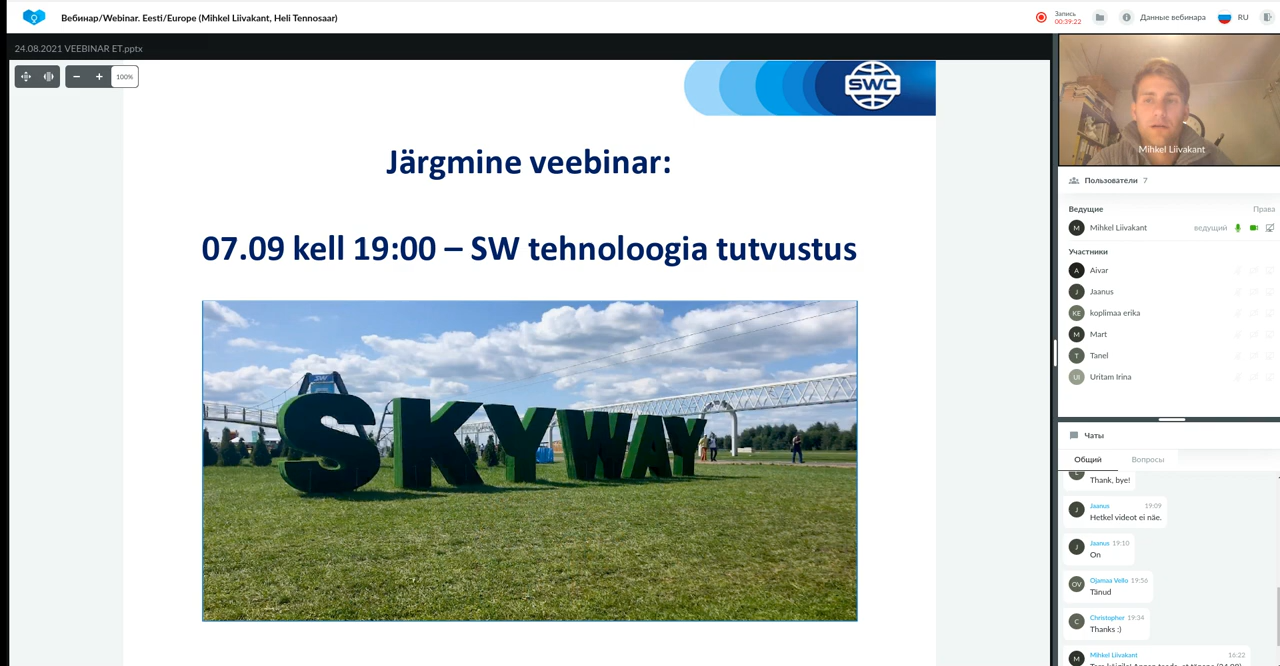 Вебинар/Webinar. Eesti/Europe (Mihkel Liivakant, Heli Tennosaar)
Запись
00:39:22
Данные вебинара
RU
24.08.2021 VEEBINAR ET.pptx
100%
SWC
Järgmine veebinar:
07.09 kell 19:00 – SW tehnoloogia tutvustus
SW
SKYWAY
Mihkel Liivakant
Пользователи 7
Ведущие Права
M Mihkel Liivakant ведущий
Участники
A Aivar
J Jaanus
KE koplimaa erika
M Mart
T Tanel
UI Uritam Irina
Чаты
Общий Вопросы
Thank, bye!
Jaanus 19:09
J Hetkel videot ei näe.
Jaanus 19:10
J On
Ojamaa Vello 19:56
OV Tänud
Christopher 19:34
C Thanks :)
Mihkel Liivakant 16:22
M